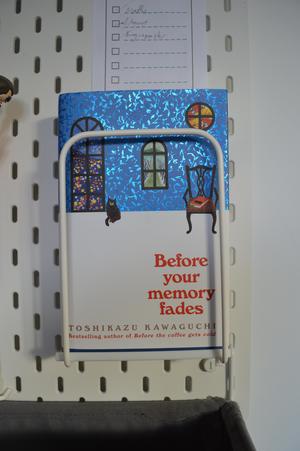 Before
your
memory
fades
TOSHIKAZU KAWAGUCHI
Bestselling author of Before the coffee gets cold